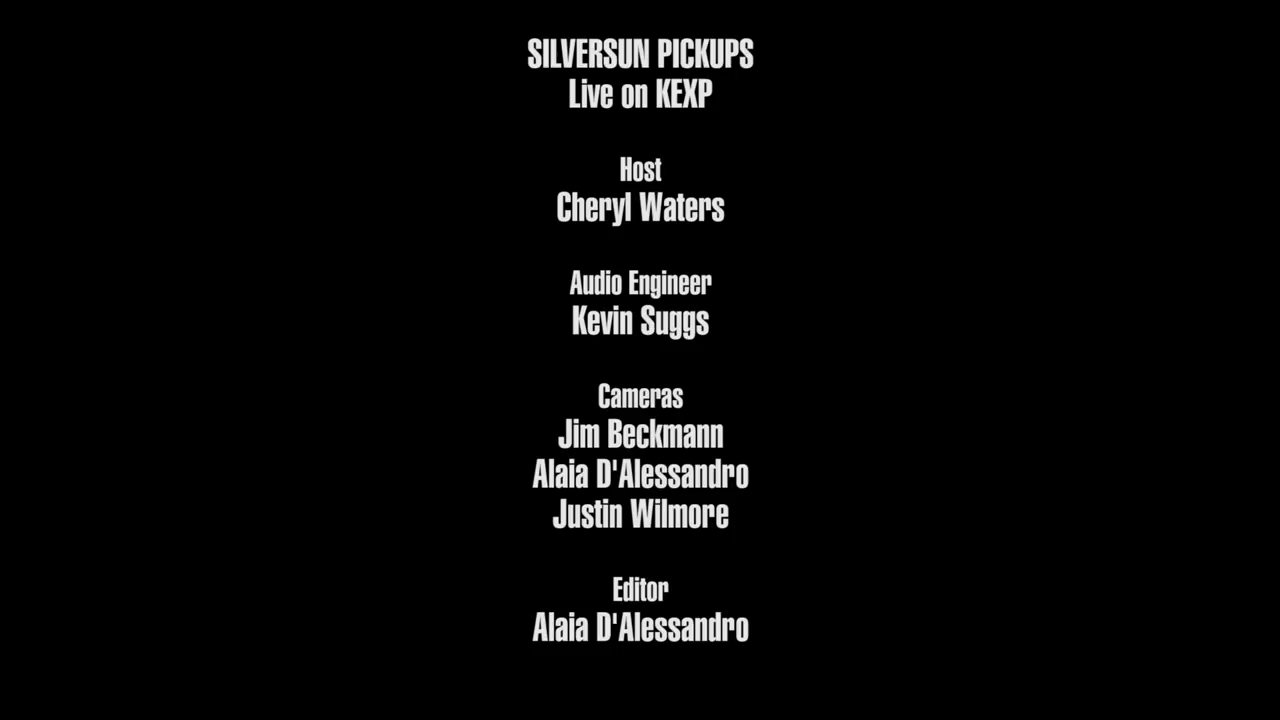 SILVERSUN PICKUPS
Live on KEXP
Host
Cheryl Waters
Audio Engineer
Kevin Suggs
Cameras
Jim Beckmann
Alaia D'Alessandro
Justin Wilmore
Editor
Alaia D'Alessandro